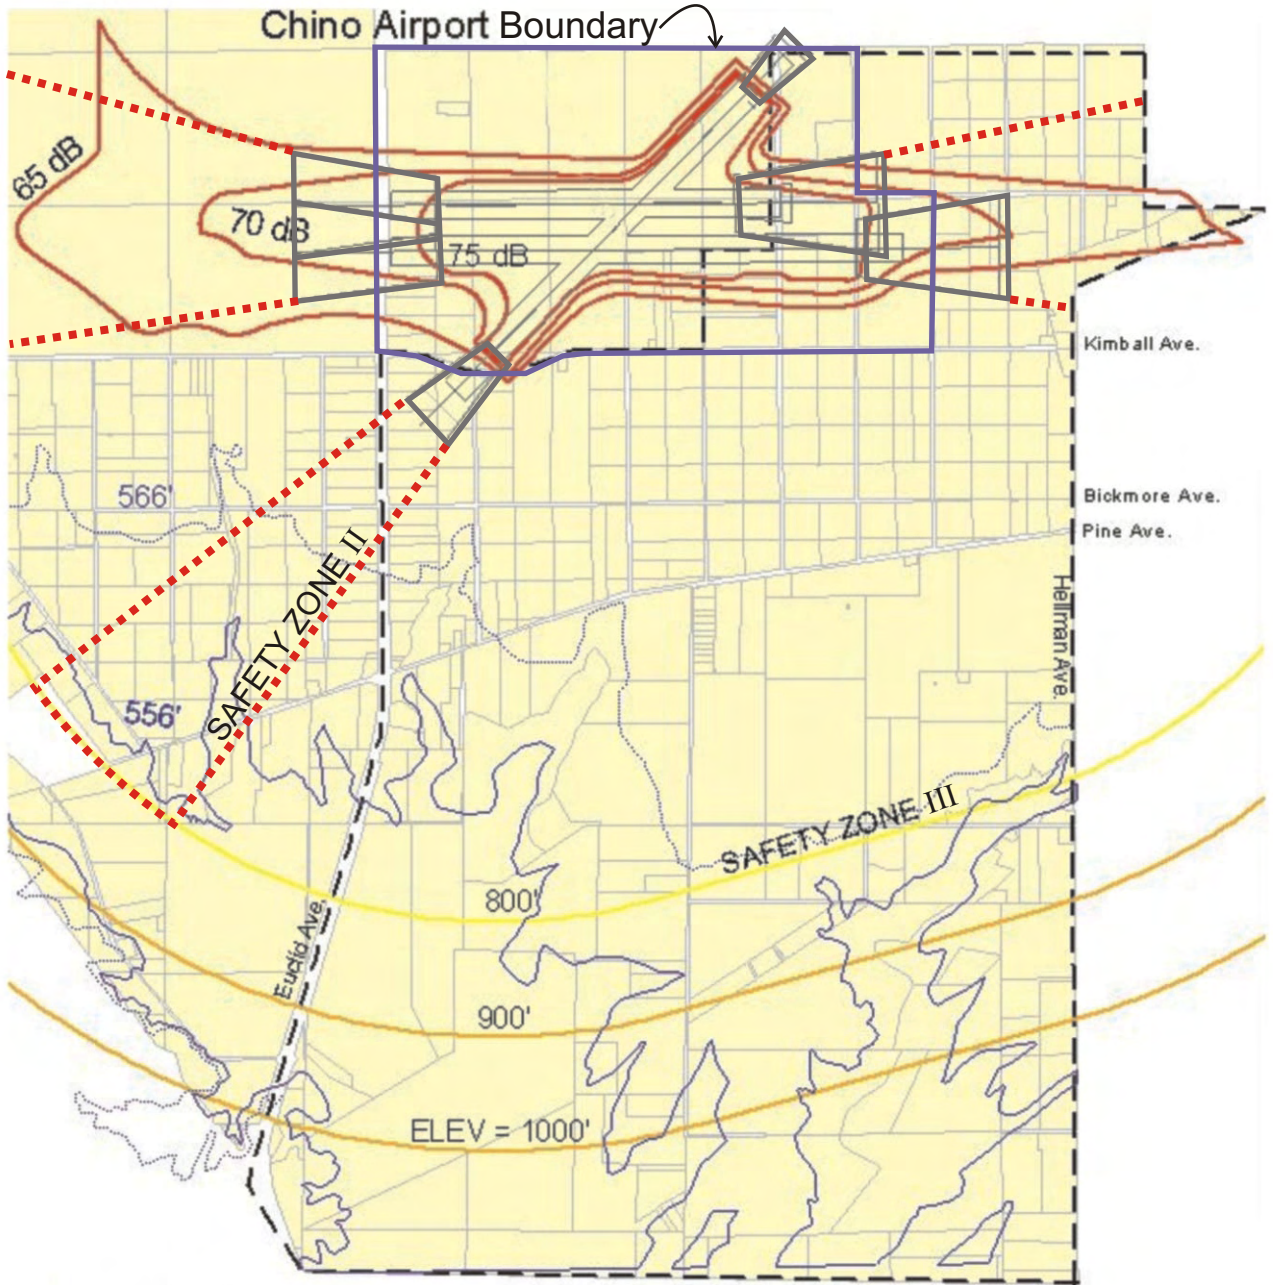 Chino Airport Boundary
65 dB
70 dB
75 dB
Kimball Ave.
566'
Bickmore Ave.
Pine Ave.
SAFETY ZONE II
Hellman Ave.
556'
SAFETY ZONE III
800'
Euclid Ave.
900'
ELEV = 1000'